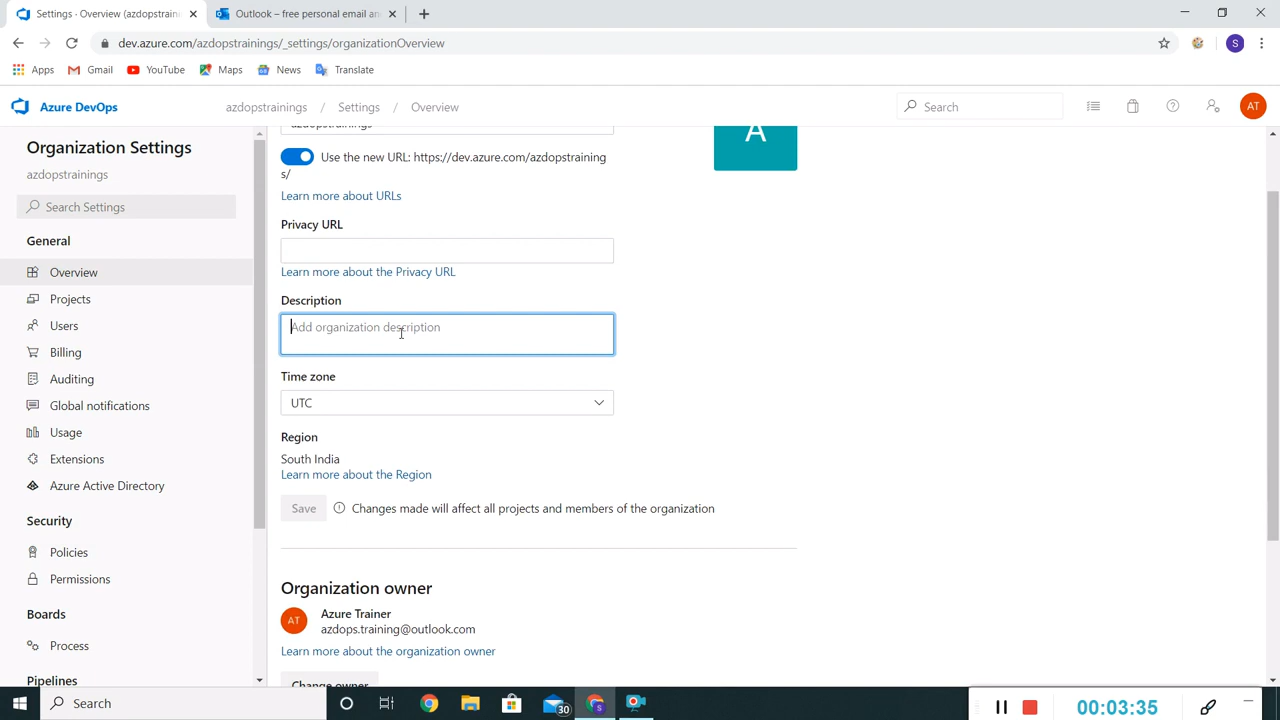 Settings - Overview (azdopstrainin
Outlook – free personal email an
dev.azure.com/azdopstrainings/_settings/organizationOverview
S
Apps
Gmail
YouTube
Maps
News
Translate
Azure DevOps
azdopstrainings / Settings / Overview
Search
AT
Organization Settings
azdopstrainings
Search Settings
General
Overview
Projects
Users
Billing
Auditing
Global notifications
Usage
Extensions
Azure Active Directory
Security
Policies
Permissions
Boards
Process
Pipelines
azdopstrainings
A
Use the new URL: https://dev.azure.com/azdopstraining
s/
Learn more about URLs
Privacy URL
Learn more about the Privacy URL
Description
Add organization description
Time zone
UTC
Region
South India
Learn more about the Region
Save
Changes made will affect all projects and members of the organization
Organization owner
AT
Azure Trainer
azdops.training@outlook.com
Learn more about the organization owner
Change owner
Search
30
S
00:03:35